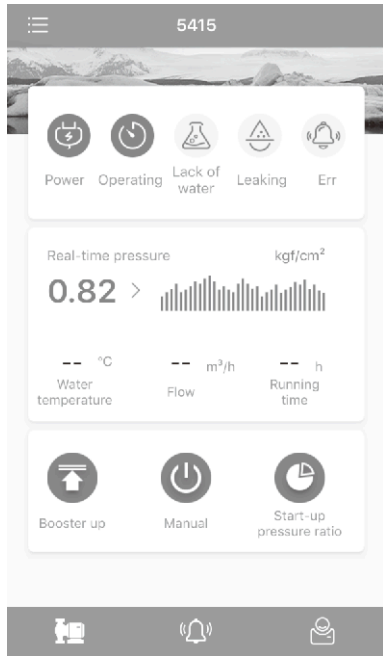 5415
Power
Operating
Lack of
water
Leaking
Err
Real-time pressure
kgf/cm²
0.82 >
-- °C
Water
temperature
-- m³/h
Flow
-- h
Running
time
Booster up
Manual
Start-up
pressure ratio